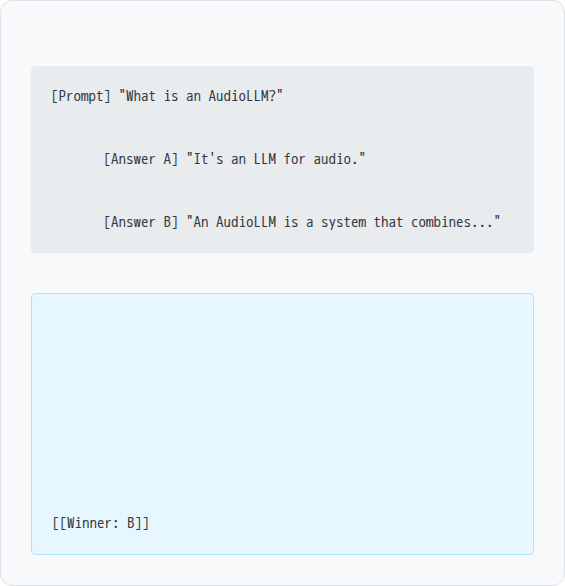 [Prompt] "What is an AudioLLM?"
[Answer A] "It's an LLM for audio."
[Answer B] "An AudioLLM is a system that combines..."
[[Winner: B]]